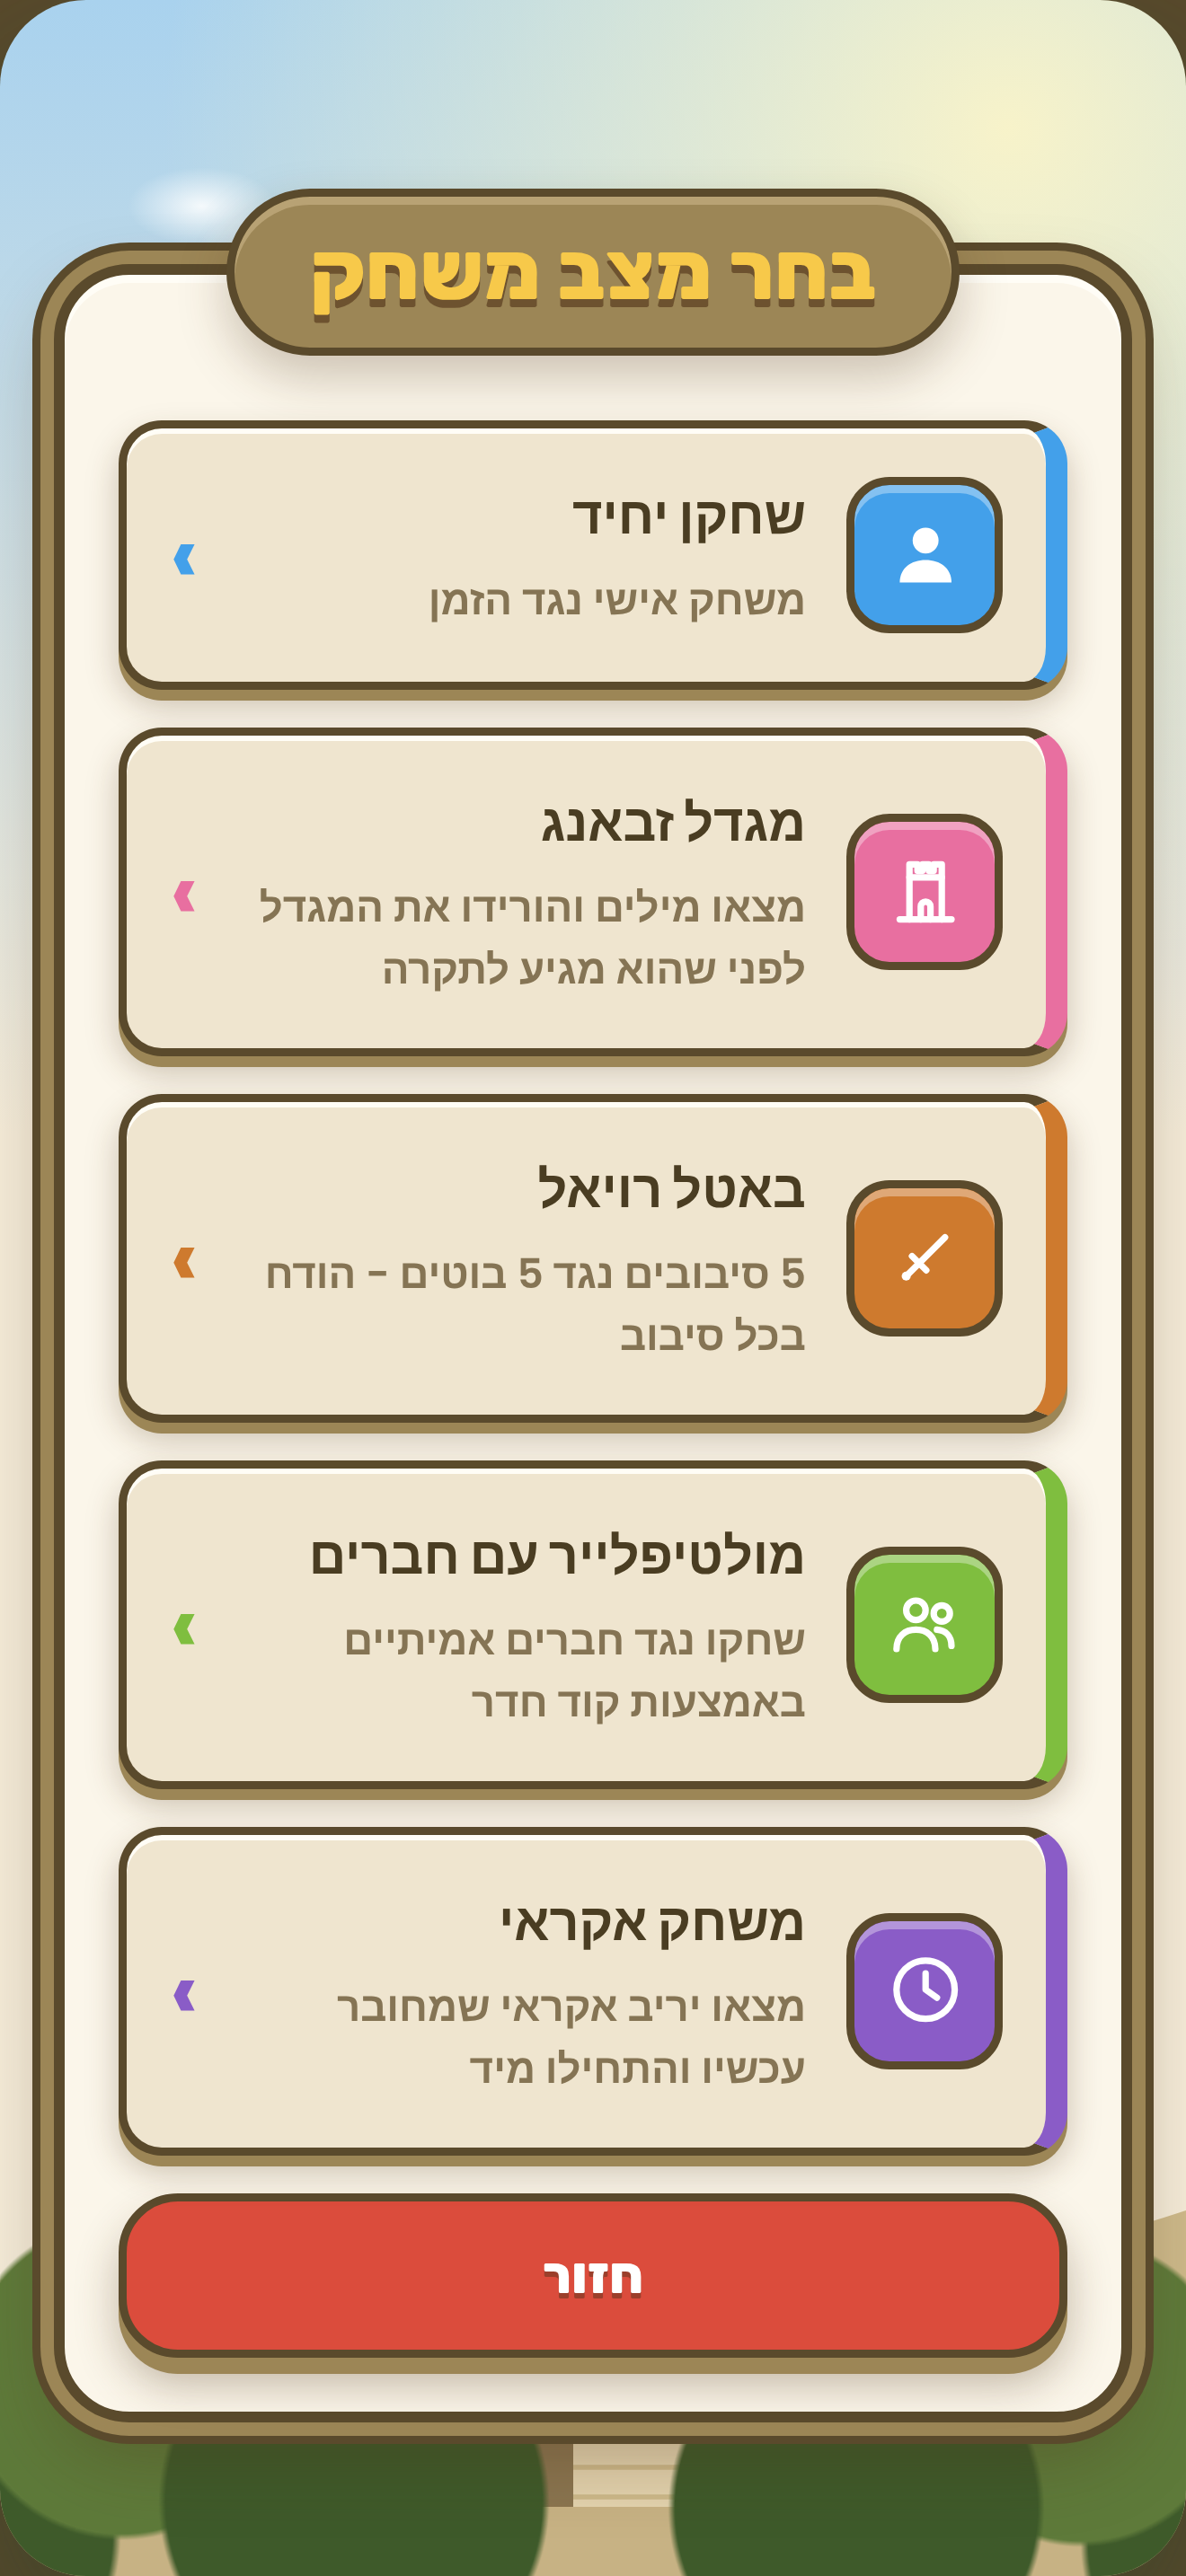 בחר מצב משחק
שחקן יחיד
משחק אישי נגד הזמן
מגדל זבאנג
מצאו מילים והורידו את המגדל
לפני שהוא מגיע לתקרה
באטל רויאל
5 סיבובים נגד 5 בוטים – הודח
בכל סיבוב
מולטיפלייר עם חברים
שחקו נגד חברים אמיתיים
באמצעות קוד חדר
משחק אקראי
מצאו יריב אקראי שמחובר
עכשיו והתחילו מיד
חזור